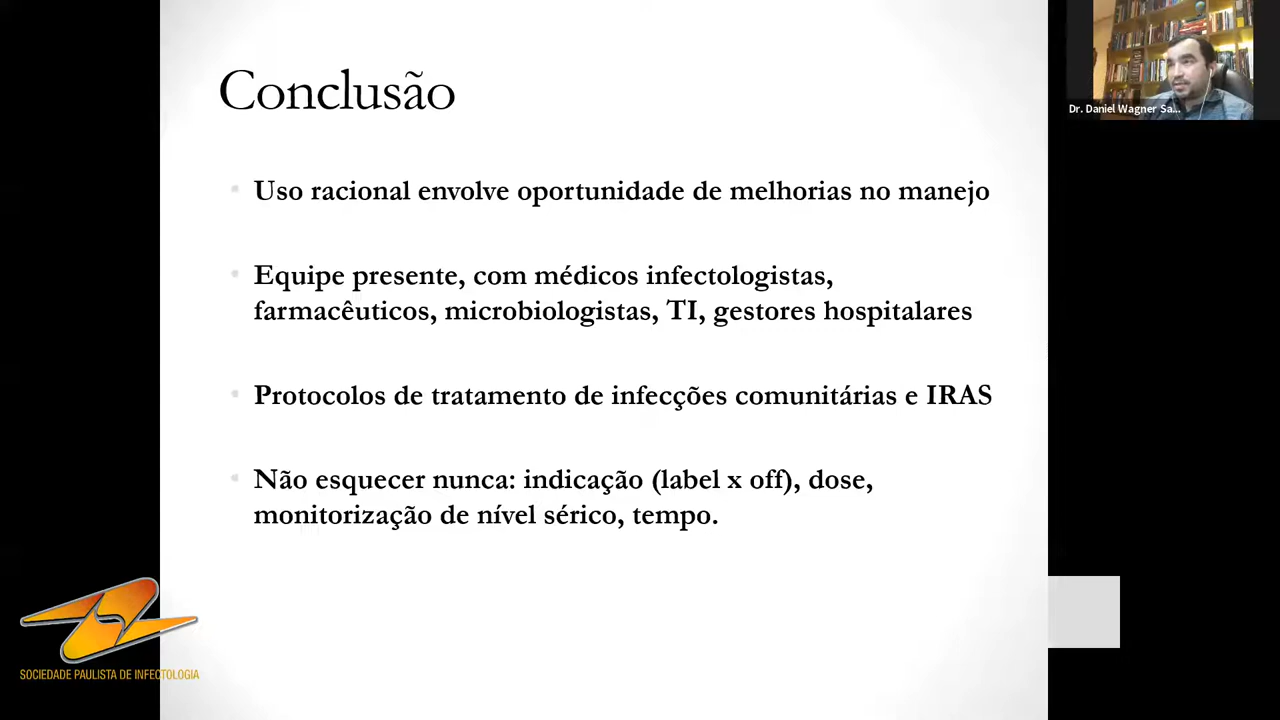 Conclusão
Uso racional envolve oportunidade de melhorias no manejo
Equipe presente, com médicos infectologistas,
farmacêuticos, microbiologistas, TI, gestores hospitalares
Protocolos de tratamento de infecções comunitárias e IRAS
Não esquecer nunca: indicação (label x off), dose,
monitorização de nível sérico, tempo.
Dr. Daniel Wagner Sa...
SOCIEDADE PAULISTA DE INFECTOLOGIA